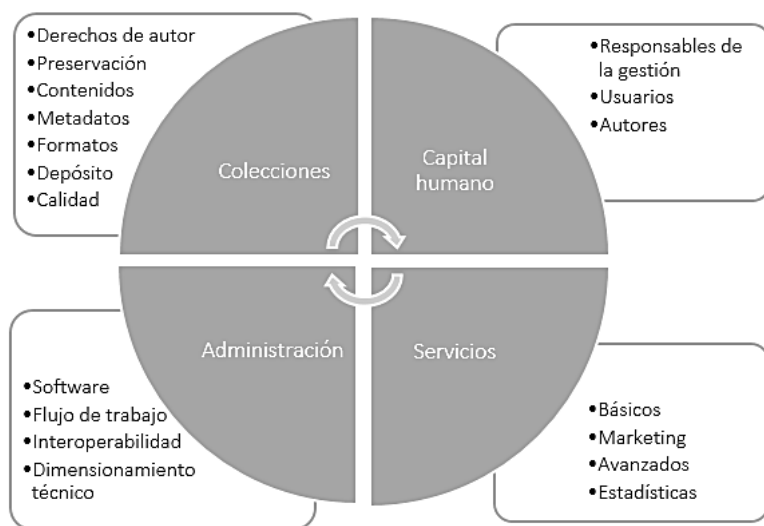 •Derechos de autor
•Preservación
•Contenidos
•Metadatos
•Formatos
•Depósito
•Calidad
Colecciones
Capital
humano
•Responsables de
la gestión
•Usuarios
•Autores
Administración
•Software
•Flujo de trabajo
•Interoperabilidad
•Dimensionamiento
técnico
Servicios
•Básicos
•Marketing
•Avanzados
•Estadísticas